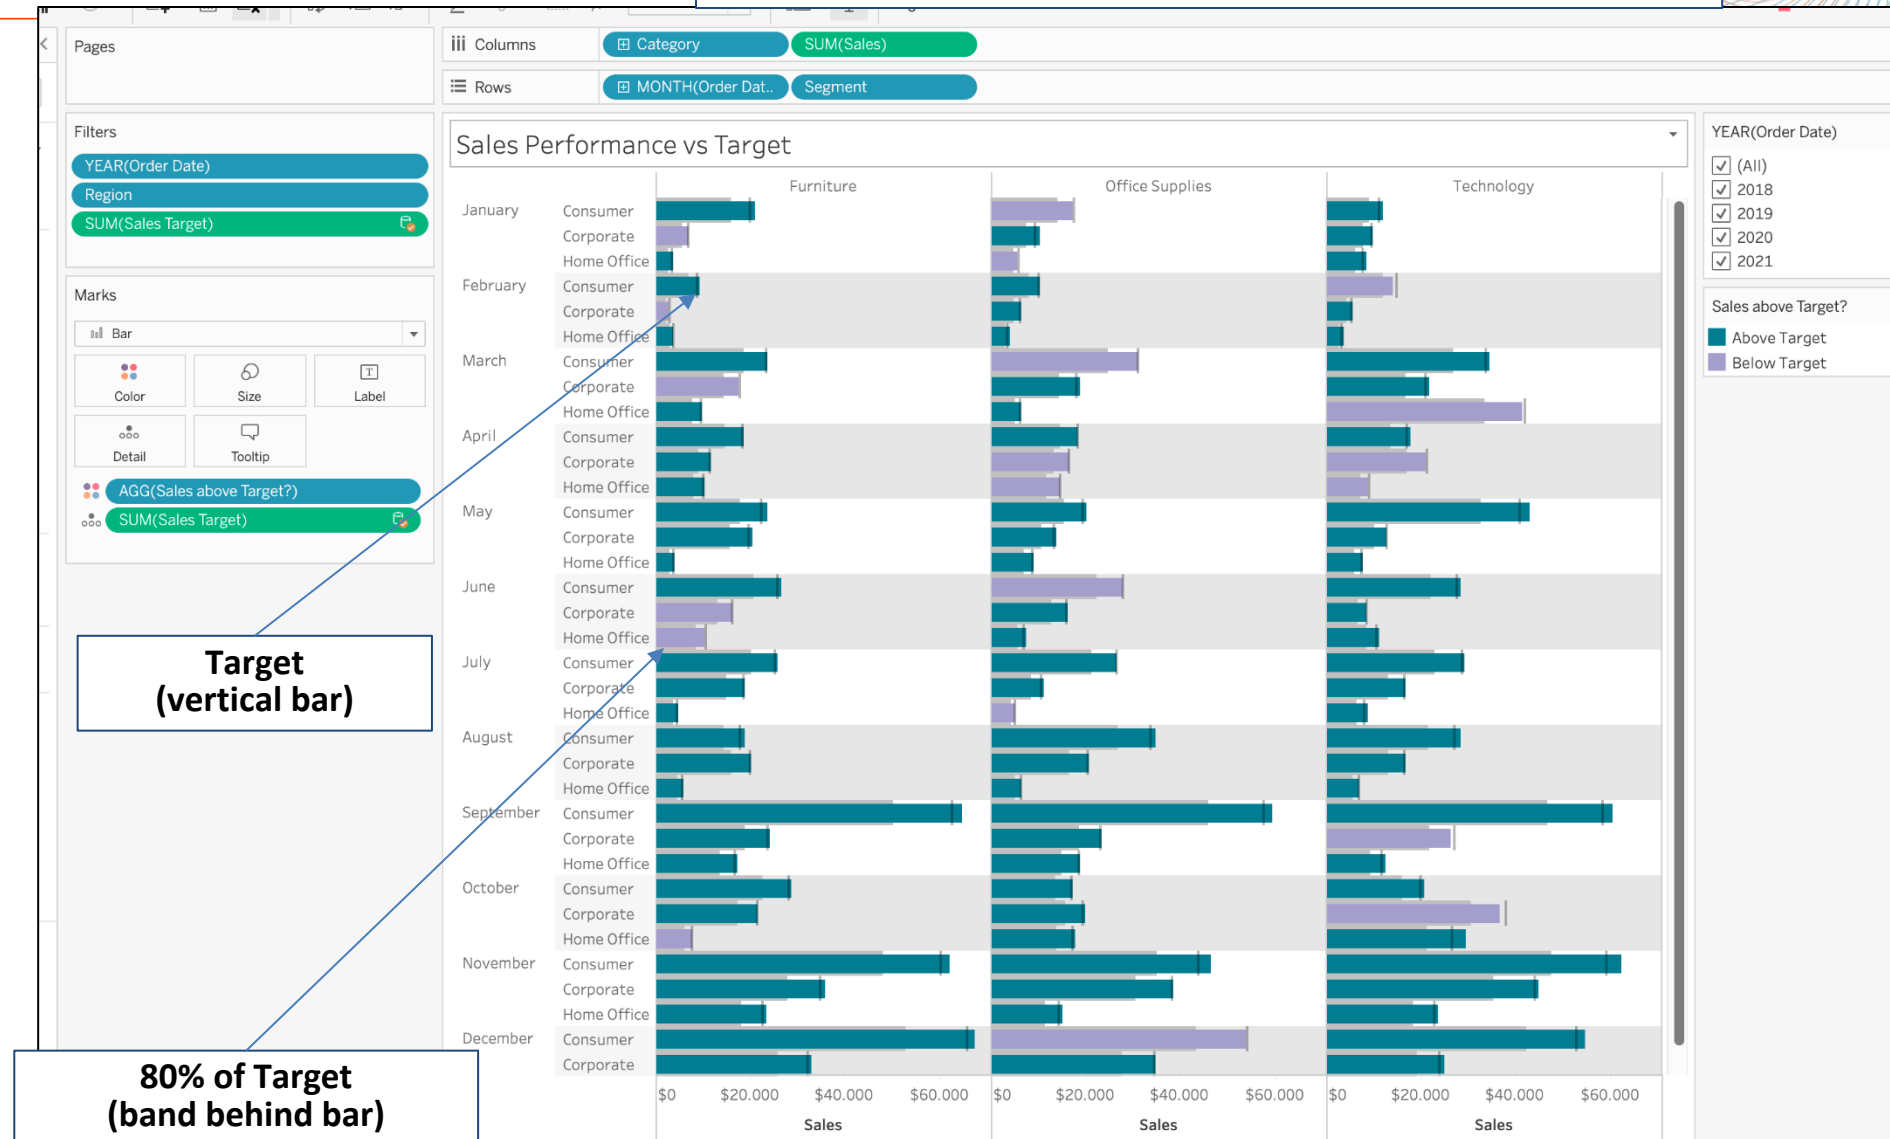 Pages
Columns
Category
SUM(Sales)
Rows
MONTH(Order Dat..
Segment
Filters
YEAR(Order Date)
Region
SUM(Sales Target)
Marks
Bar
Color
Size
Label
Detail
Tooltip
AGG(Sales above Target?)
SUM(Sales Target)
Sales Performance vs Target
Furniture
Office Supplies
Technology
January
Consumer
Corporate
Home Office
February
Consumer
Corporate
Home Office
March
Consumer
Corporate
Home Office
April
Consumer
Corporate
Home Office
May
Consumer
Corporate
Home Office
June
Consumer
Corporate
Home Office
July
Consumer
Corporate
Home Office
August
Consumer
Corporate
Home Office
September
Consumer
Corporate
Home Office
October
Consumer
Corporate
Home Office
November
Consumer
Corporate
Home Office
December
Consumer
Corporate
$0 $20.000 $40.000 $60.000
$0 $20.000 $40.000 $60.000
$0 $20.000 $40.000 $60.000
Sales
Sales
Sales
YEAR(Order Date)
(All)
2018
2019
2020
2021
Sales above Target?
Above Target
Below Target
Target
(vertical bar)
80% of Target
(band behind bar)